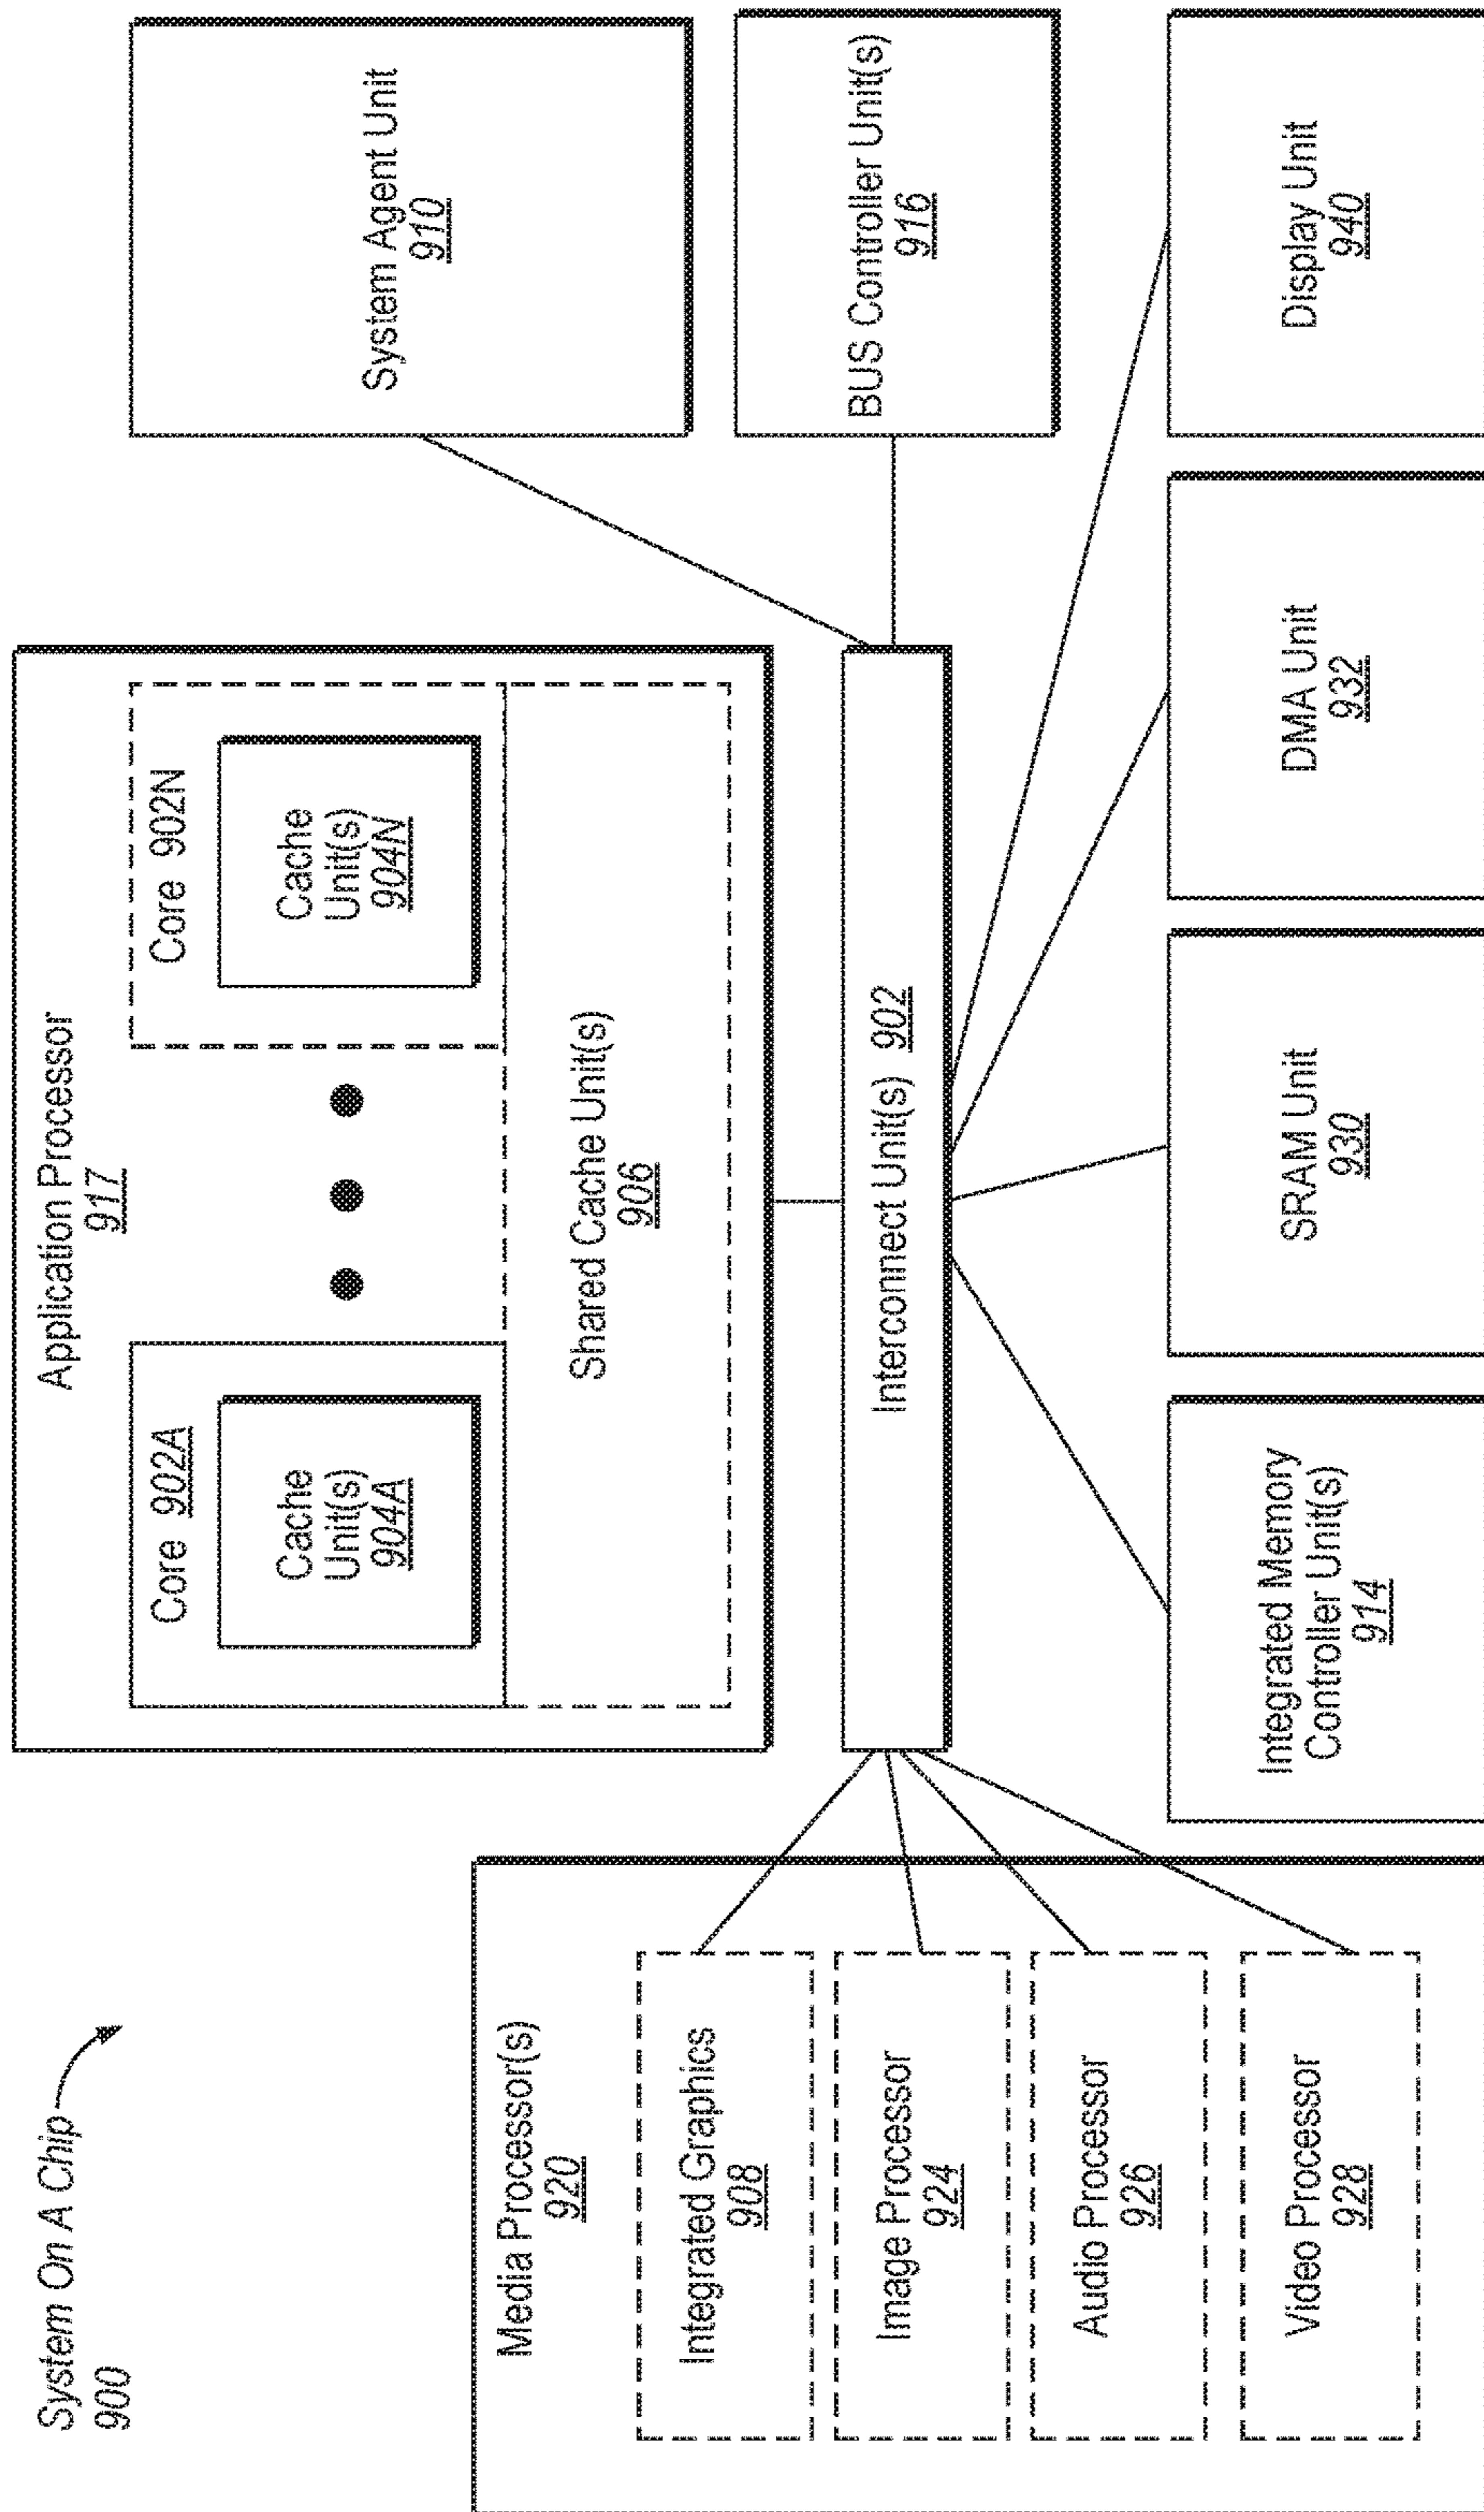 System On A Chip
900
Application Processor
917
Core 902A
Cache
Unit(s)
904A
Core 902N
Cache
Unit(s)
904N
Shared Cache Unit(s)
906
System Agent Unit
910
Media Processor(s)
920
Integrated Graphics
908
Image Processor
924
Audio Processor
926
Video Processor
928
Interconnect Unit(s) 902
BUS Controller Unit(s)
916
Integrated Memory
Controller Unit(s)
914
SRAM Unit
930
DMA Unit
932
Display Unit
940